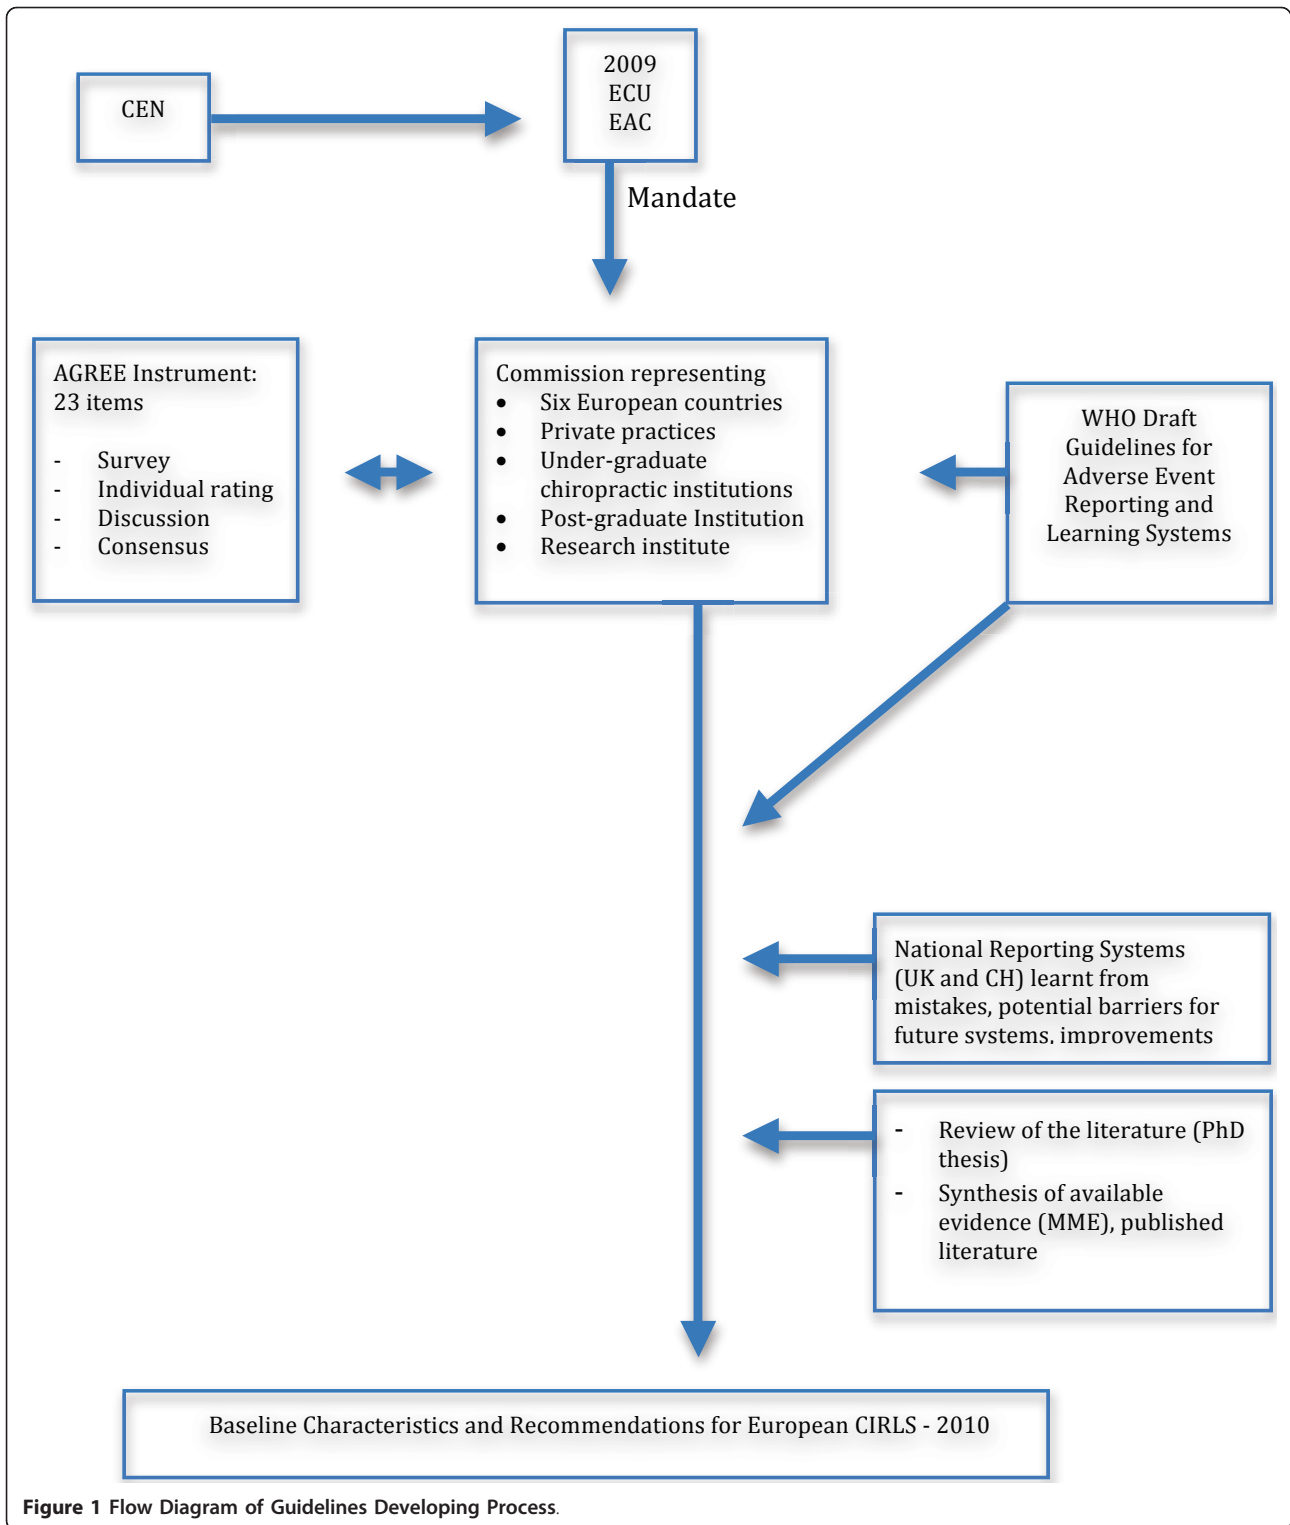 CEN
2009
ECU
EAC
Mandate
AGREE Instrument:
23 items
- Survey
- Individual rating
- Discussion
- Consensus
Commission representing
• Six European countries
• Private practices
• Under-graduate
chiropractic institutions
• Post-graduate Institution
• Research institute
WHO Draft
Guidelines for
Adverse Event
Reporting and
Learning Systems
National Reporting Systems
(UK and CH) learnt from
mistakes, potential barriers for
future systems, improvements
- Review of the literature (PhD
thesis)
- Synthesis of available
evidence (MME), published
literature
Baseline Characteristics and Recommendations for European CIRLS - 2010
Figure 1 Flow Diagram of Guidelines Developing Process.